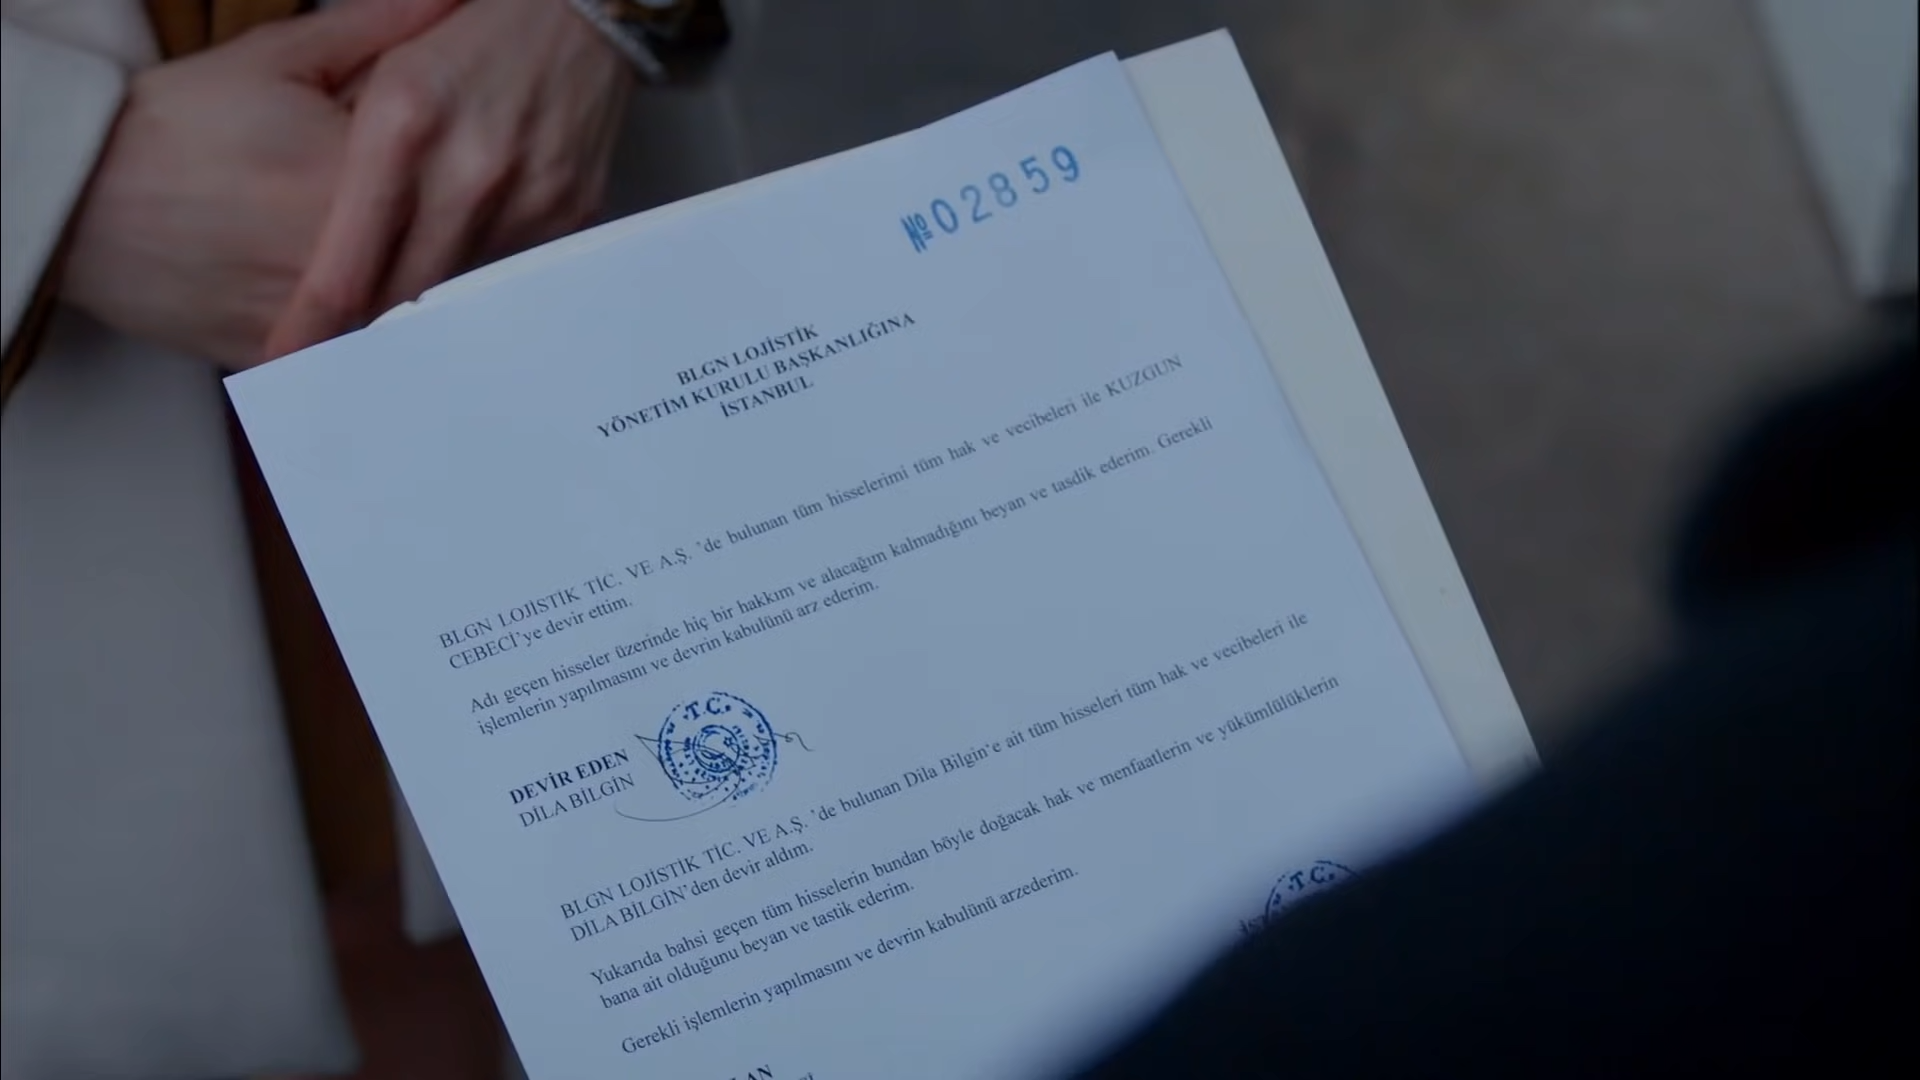 №02859
BLGN LOJİSTİK
YÖNETİM KURULU BAŞKANLIĞINA
İSTANBUL
BLGN LOJİSTİK TİC. VE A.Ş. 'de bulunan tüm hisselerimi tüm hak ve vecibeleri ile KUZGUN
CEBECİ'ye devir ettim.
Adı geçen hisseler üzerinde hiç bir hakkım ve alacağım kalmadığını beyan ve tasdik ederim. Gerekli
işlemlerin yapılmasını ve devrin kabulünü arz ederim.
T.C.
DEVİR EDEN
DİLA BİLGİN
BLGN LOJİSTİK TİC. VE A.Ş. 'de bulunan Dila Bilgin'e ait tüm hisseleri tüm hak ve vecibeleri ile
DİLA BİLGİN'den devir aldım.
Yukarıda bahsi geçen tüm hisselerin bundan böyle doğacak hak ve menfaatlerin ve yükümlülüklerin
bana ait olduğunu beyan ve tastik ederim.
Gerekli işlemlerin yapılmasını ve devrin kabulünü arzederim.
T.C.